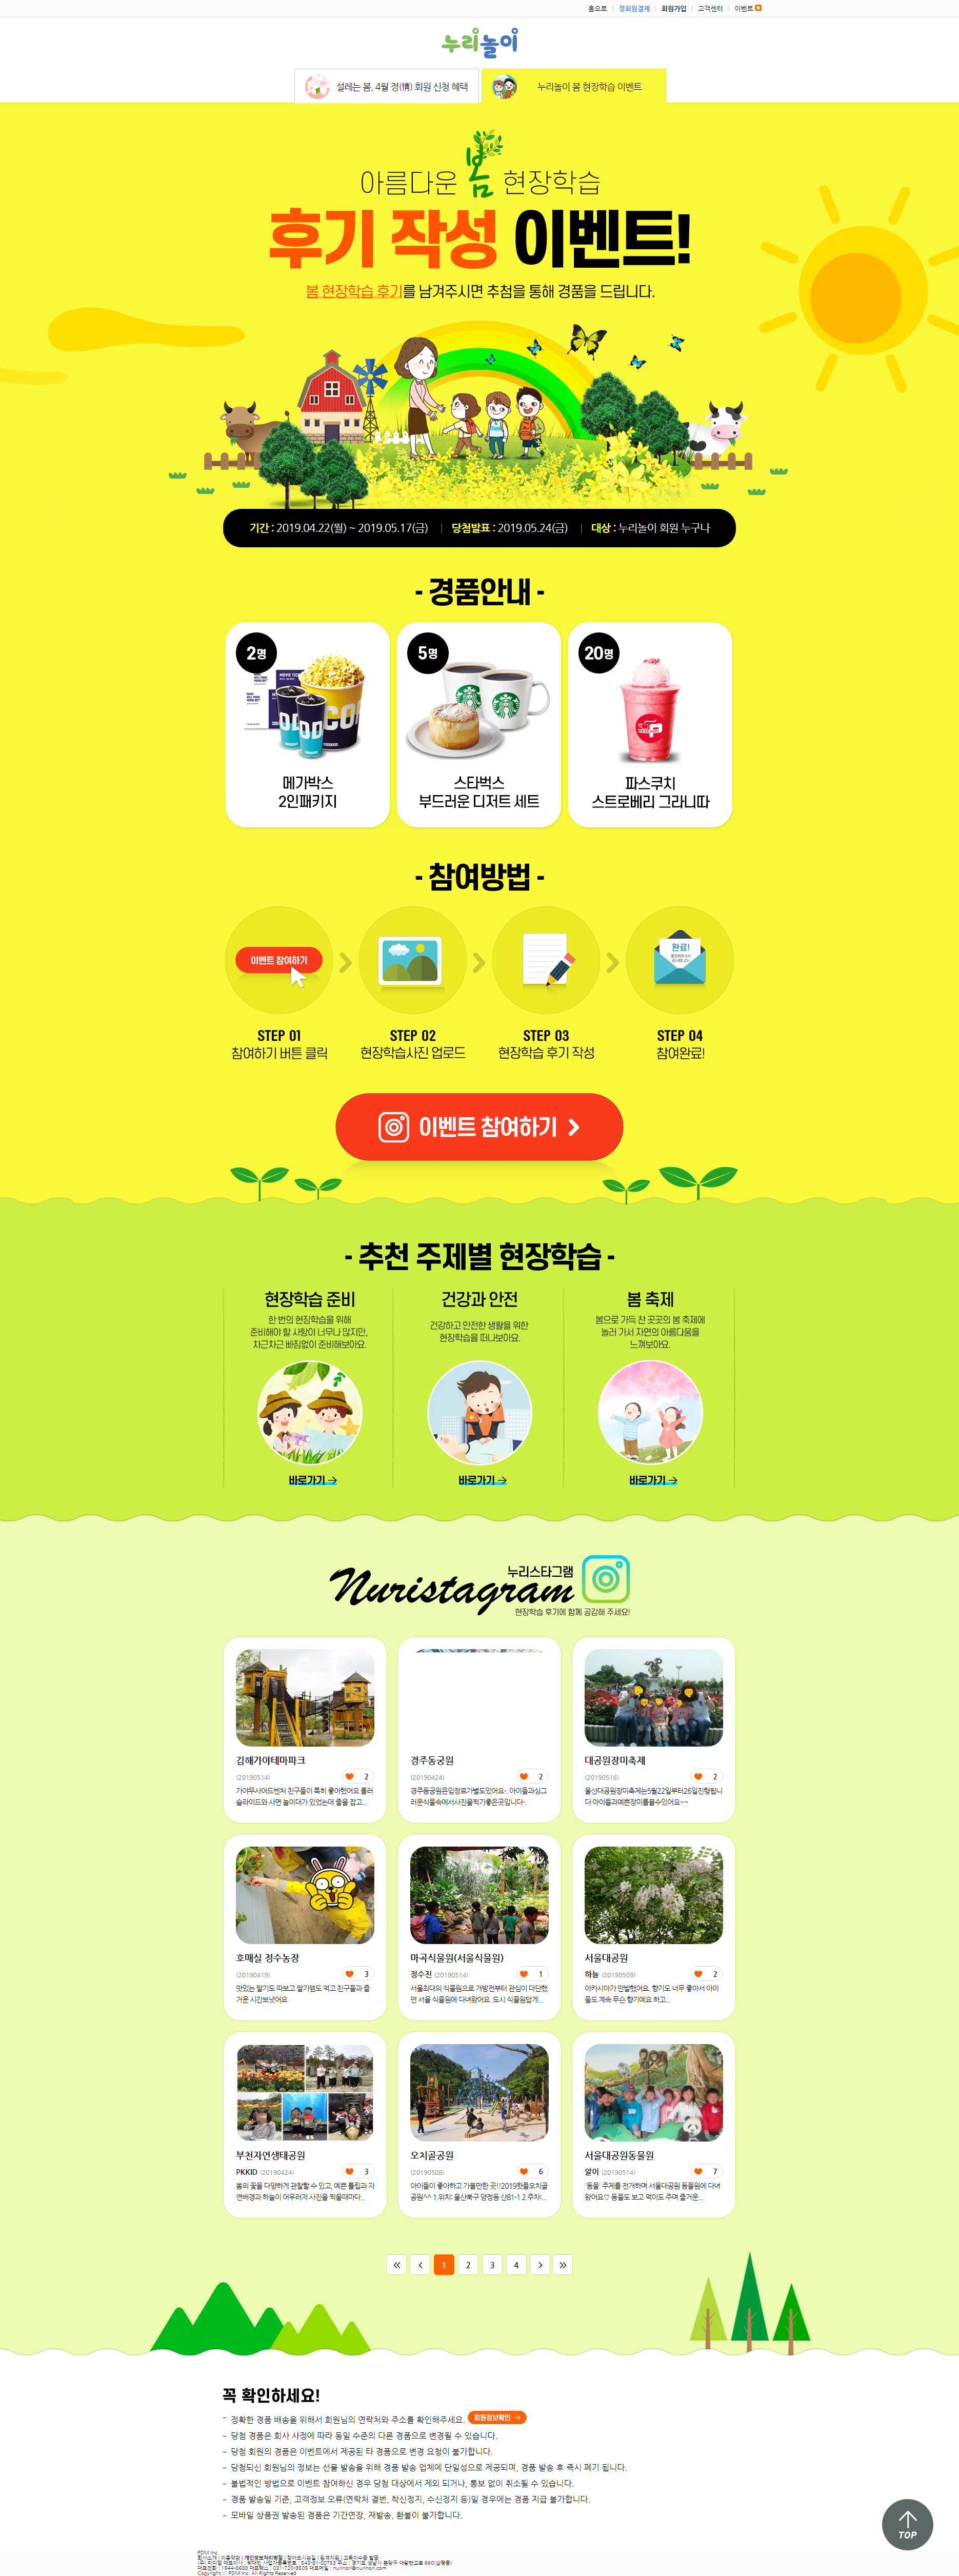 홈으로 | 정회원결제 | 회원가입 | 고객센터 | 이벤트
누리놀이
설레는 봄, 4월 정(情) 회원 신청 혜택
누리놀이 봄 현장학습 이벤트
아름다운 봄 현장학습
후기 작성 이벤트!
봄 현장학습 후기를 남겨주시면 추첨을 통해 경품을 드립니다.
기간 : 2019.04.22(월) ~ 2019.05.17(금) | 당첨발표 : 2019.05.24(금) | 대상 : 누리놀이 회원 누구나
- 경품안내 -
2명
5명
20명
메가박스
2인패키지
스타벅스
부드러운 디저트 세트
파스쿠치
스트로베리 그라니따
- 참여방법 -
이벤트 참여하기
완료!
STEP 01
참여하기 버튼 클릭
STEP 02
현장학습사진 업로드
STEP 03
현장학습 후기 작성
STEP 04
참여완료!
이벤트 참여하기
- 추천 주제별 현장학습 -
현장학습 준비
한 번의 현장학습을 위해
준비해야 할 사항이 너무나 많지만,
차근차근 빠짐없이 준비해보아요.
바로가기
건강과 안전
건강하고 안전한 생활을 위한
현장학습을 떠나보아요.
바로가기
봄 축제
봄으로 가득 찬 곳곳의 봄 축제에
놀러 가서 자연의 아름다움을
느껴보아요.
바로가기
누리스타그램
Nuristagram
현장학습 후기에 함께 공감해 주세요!
김해가야테마파크
(20190514) 2
가야무사어드벤처 친구들이 특히 좋아했어요 롤러
슬라이드와 사면 놀이대가 있었는데 줄을 잡고...
경주동궁원
(20190424) 2
경주동궁원은입장료가별도있어요~. 아이들과싱그
러운식물속에서사진을찍기좋은곳입니다~.
대공원장미축제
(20190516) 2
울산대공원장미축제는5월22일부터26일진행됩니
다 아이들과예쁜장미를볼수있어요~~
호매실 정수농장
(20190419) 3
맛있는 딸기도 따보고 딸기잼도 먹고 친구들과 즐
거운 시간보냇어요
마곡식물원(서울식물원)
정수진 (20190514) 1
서울최대의 식물원으로 개방전부터 관심이 대단했
던 서울 식물원에 다녀왔어요. 도시 식물원답게...
서울대공원
하늘 (20190509) 2
아카시아가 만발했어요. 향기도 너무 좋아서 아이
들도 계속 무슨 향기예요 하고...
부천자연생태공원
PKKID (20190424) 3
봄의 꽃을 다양하게 관찰할 수 있고, 예쁜 튤립과 자
연배경과 하늘이 어우러저 사진을 찍을때마다...
오치골공원
(20190508) 6
아이들이 좋아하고 가볼만한 곳!!2019핫플오치골
공원^^ 1.위치: 울산북구 양정동 산81-1 2.주차:...
서울대공원동물원
알이 (20190514) 7
'동물' 주제를 전개하며 서울대공원 동물원에 다녀
왔어요♡ 동물도 보고 먹이도 주며 즐거운...
1 2 3 4
꼭 확인하세요!
- 정확한 경품 배송을 위해서 회원님의 연락처와 주소를 확인해주세요. 회원정보확인
- 당첨 경품은 회사 사정에 따라 동일 수준의 다른 경품으로 변경될 수 있습니다.
- 당첨 회원의 경품은 이벤트에서 제공된 타 경품으로 변경 요청이 불가합니다.
- 당첨되신 회원님의 정보는 선물 발송을 위해 경품 발송 업체에 단일성으로 제공되며, 경품 발송 후 즉시 폐기 됩니다.
- 불법적인 방법으로 이벤트 참여하신 경우 당첨 대상에서 제외 되거나, 통보 없이 취소될 수 있습니다.
- 경품 발송일 기준, 고객정보 오류(연락처 결번, 착신정지, 수신정지 등)일 경우에는 경품 지급 불가합니다.
- 모바일 상품권 발송된 경품은 기간연장, 재발송, 환불이 불가합니다.
TOP
PDM Inc.
Copyright © PDM Inc. All Rights Reserved